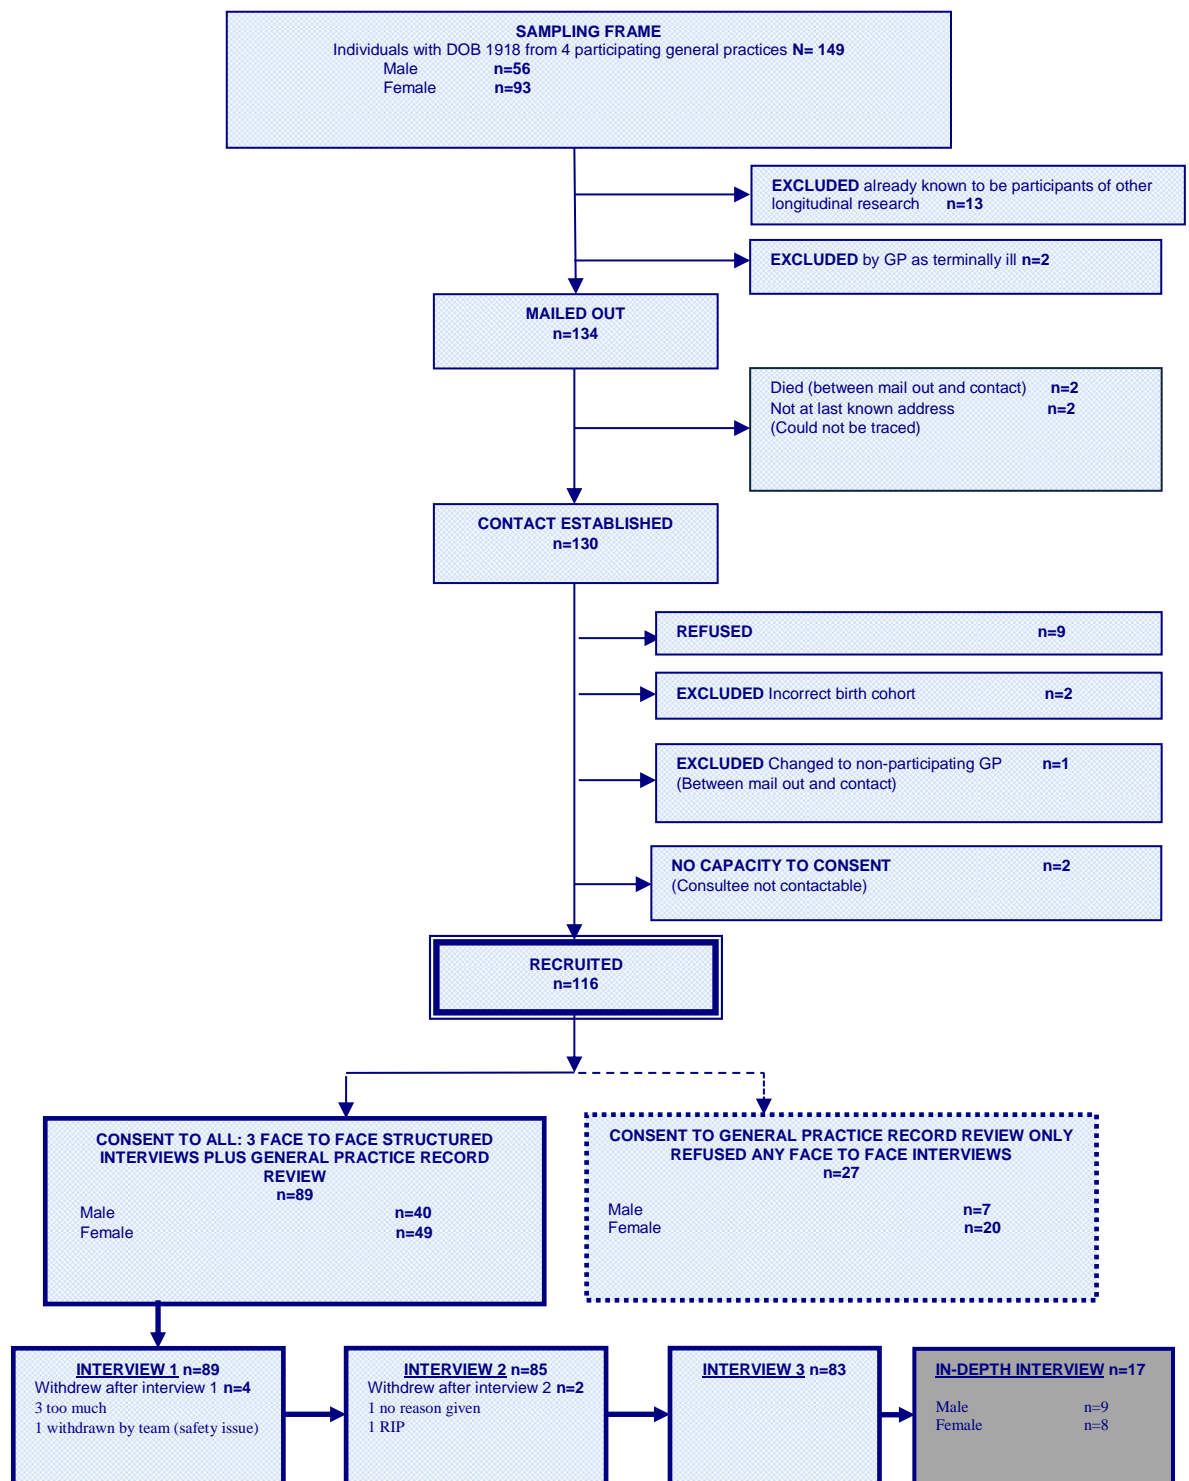 SAMPLING FRAME
Individuals with DOB 1918 from 4 participating general practices N= 149
Male n=56
Female n=93
EXCLUDED already known to be participants of other
longitudinal research n=13
EXCLUDED by GP as terminally ill n=2
MAILED OUT
n=134
Died (between mail out and contact) n=2
Not at last known address n=2
(Could not be traced)
CONTACT ESTABLISHED
n=130
REFUSED n=9
EXCLUDED Incorrect birth cohort n=2
EXCLUDED Changed to non-participating GP n=1
(Between mail out and contact)
NO CAPACITY TO CONSENT n=2
(Consultee not contactable)
RECRUITED
n=116
CONSENT TO ALL: 3 FACE TO FACE STRUCTURED
INTERVIEWS PLUS GENERAL PRACTICE RECORD
REVIEW
n=89
Male n=40
Female n=49
CONSENT TO GENERAL PRACTICE RECORD REVIEW ONLY
REFUSED ANY FACE TO FACE INTERVIEWS
n=27
Male n=7
Female n=20
INTERVIEW 1 n=89
Withdrew after interview 1 n=4
3 too much
1 withdrawn by team (safety issue)
INTERVIEW 2 n=85
Withdrew after interview 2 n=2
1 no reason given
1 RIP
INTERVIEW 3 n=83
IN-DEPTH INTERVIEW n=17
Male n=9
Female n=8